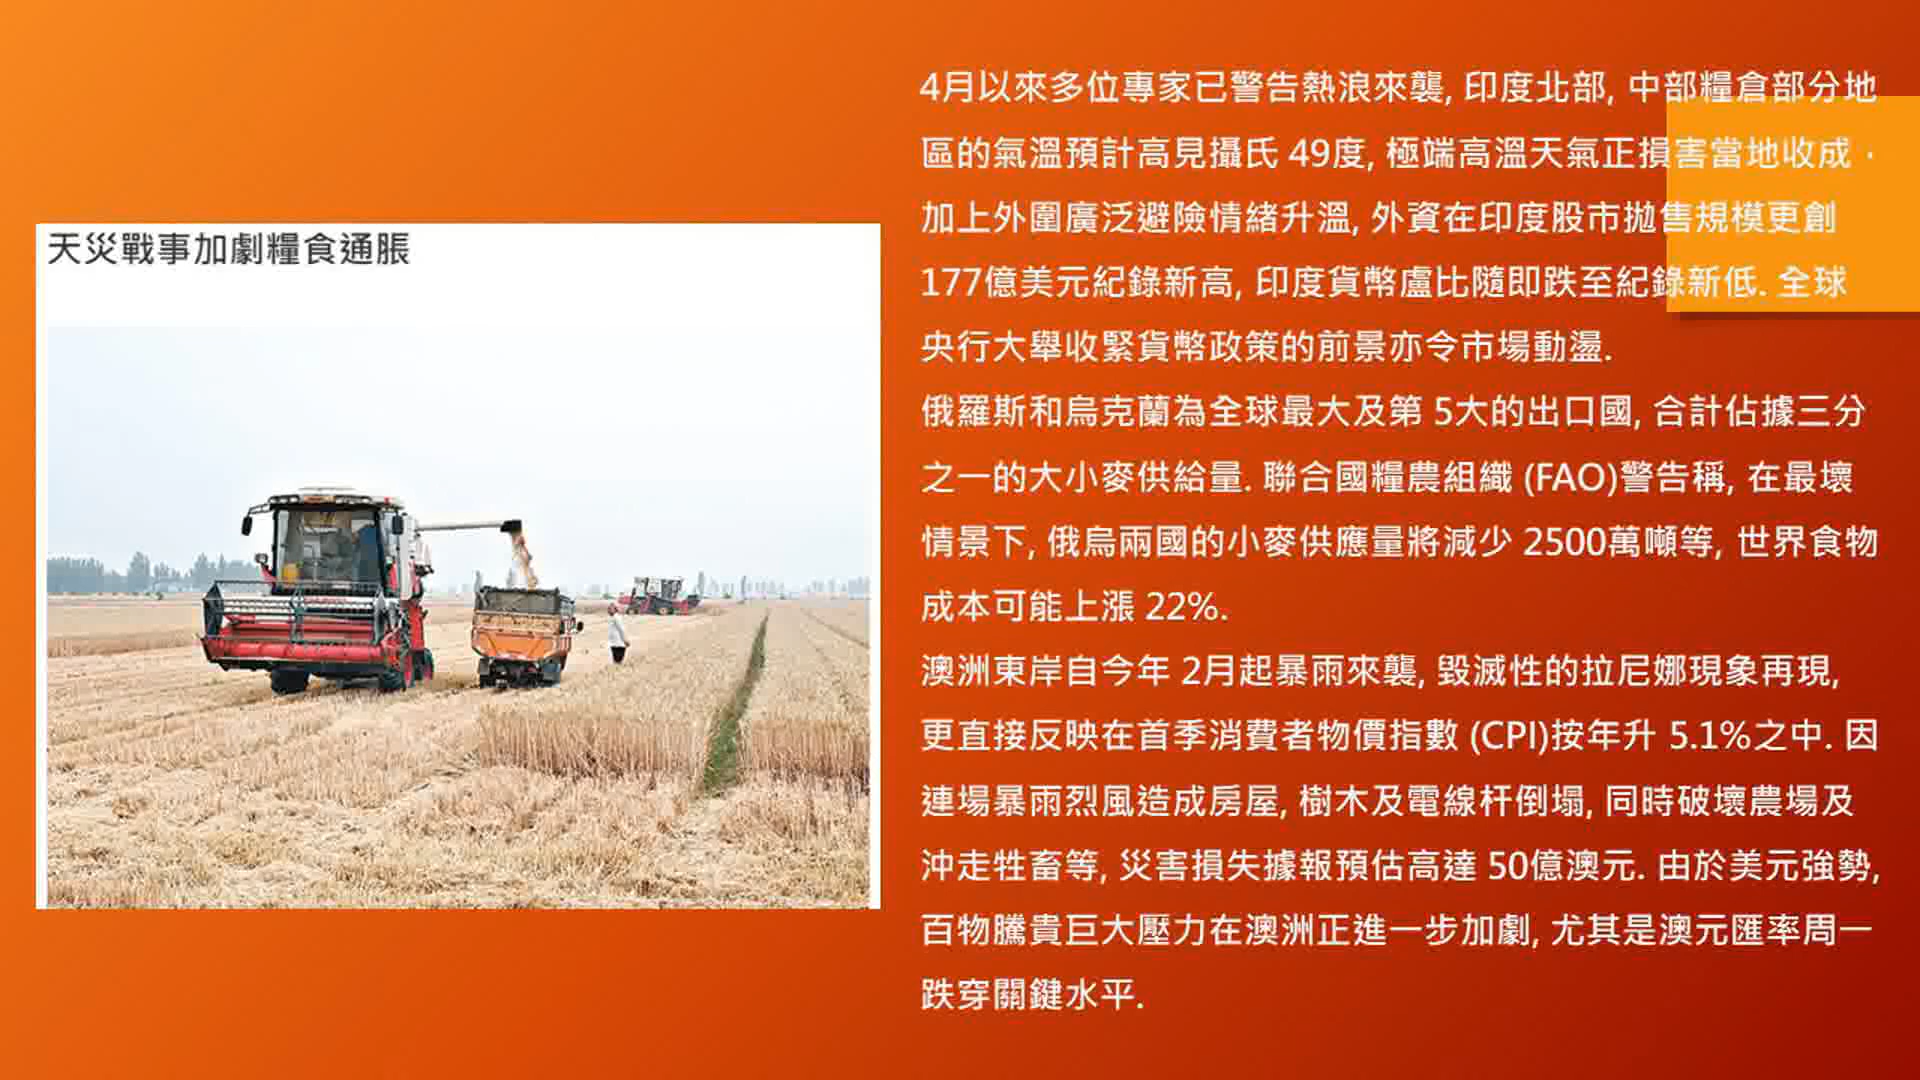 天災戰事加劇糧食通脹
4月以來多位專家已警告熱浪來襲, 印度北部, 中部糧倉部分地
區的氣溫預計高見攝氏 49度, 極端高溫天氣正損害當地收成．
加上外圍廣泛避險情緒升溫, 外資在印度股市拋售規模更創
177億美元紀錄新高, 印度貨幣盧比隨即跌至紀錄新低. 全球
央行大舉收緊貨幣政策的前景亦令市場動盪.
俄羅斯和烏克蘭為全球最大及第 5大的出口國, 合計佔據三分
之一的大小麥供給量. 聯合國糧農組織 (FAO)警告稱, 在最壞
情景下, 俄烏兩國的小麥供應量將減少 2500萬噸等, 世界食物
成本可能上漲 22%.
澳洲東岸自今年 2月起暴雨來襲, 毀滅性的拉尼娜現象再現,
更直接反映在首季消費者物價指數 (CPI)按年升 5.1%之中. 因
連場暴雨烈風造成房屋, 樹木及電線杆倒塌, 同時破壞農場及
沖走牲畜等, 災害損失據報預估高達 50億澳元. 由於美元強勢,
百物騰貴巨大壓力在澳洲正進一步加劇, 尤其是澳元匯率周一
跌穿關鍵水平.